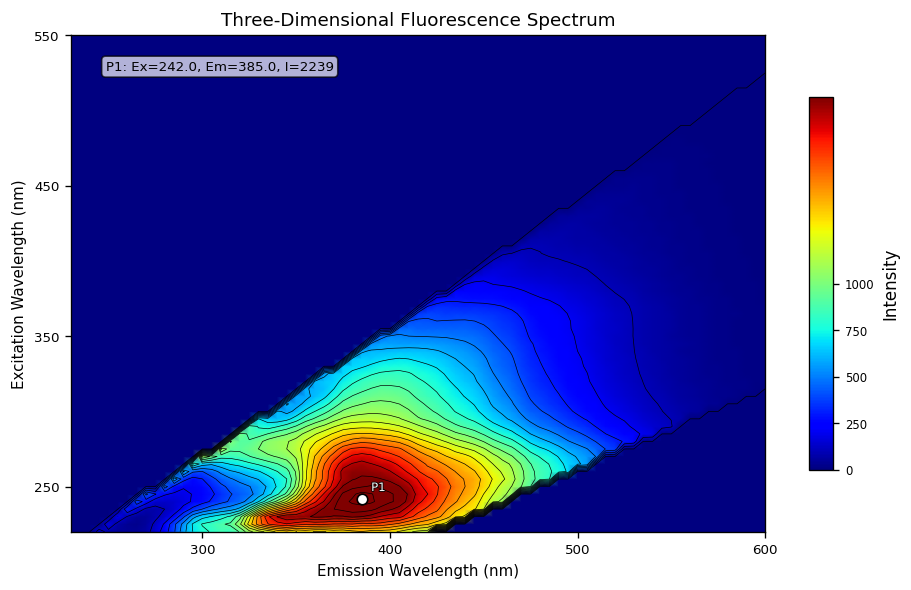 Three-Dimensional Fluorescence Spectrum
P1: Ex=242.0, Em=385.0, I=2239
550
450
350
250
Excitation Wavelength (nm)
P1
300
400
500
600
Emission Wavelength (nm)
1000
750
500
250
0
Intensity